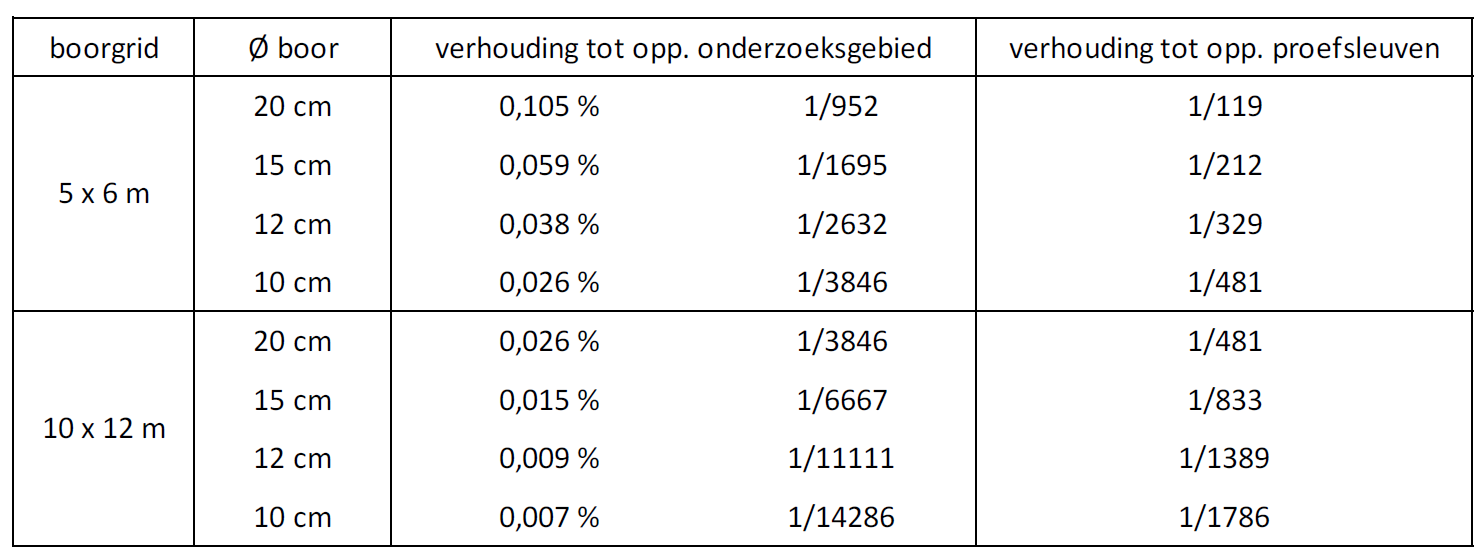 boorgrid Ø boor verhouding tot opp. onderzoeksgebied verhouding tot opp. proefsleuven
5 x 6 m
20 cm 0,105 % 1/952 1/119
15 cm 0,059 % 1/1695 1/212
12 cm 0,038 % 1/2632 1/329
10 cm 0,026 % 1/3846 1/481
10 x 12 m
20 cm 0,026 % 1/3846 1/481
15 cm 0,015 % 1/6667 1/833
12 cm 0,009 % 1/11111 1/1389
10 cm 0,007 % 1/14286 1/1786